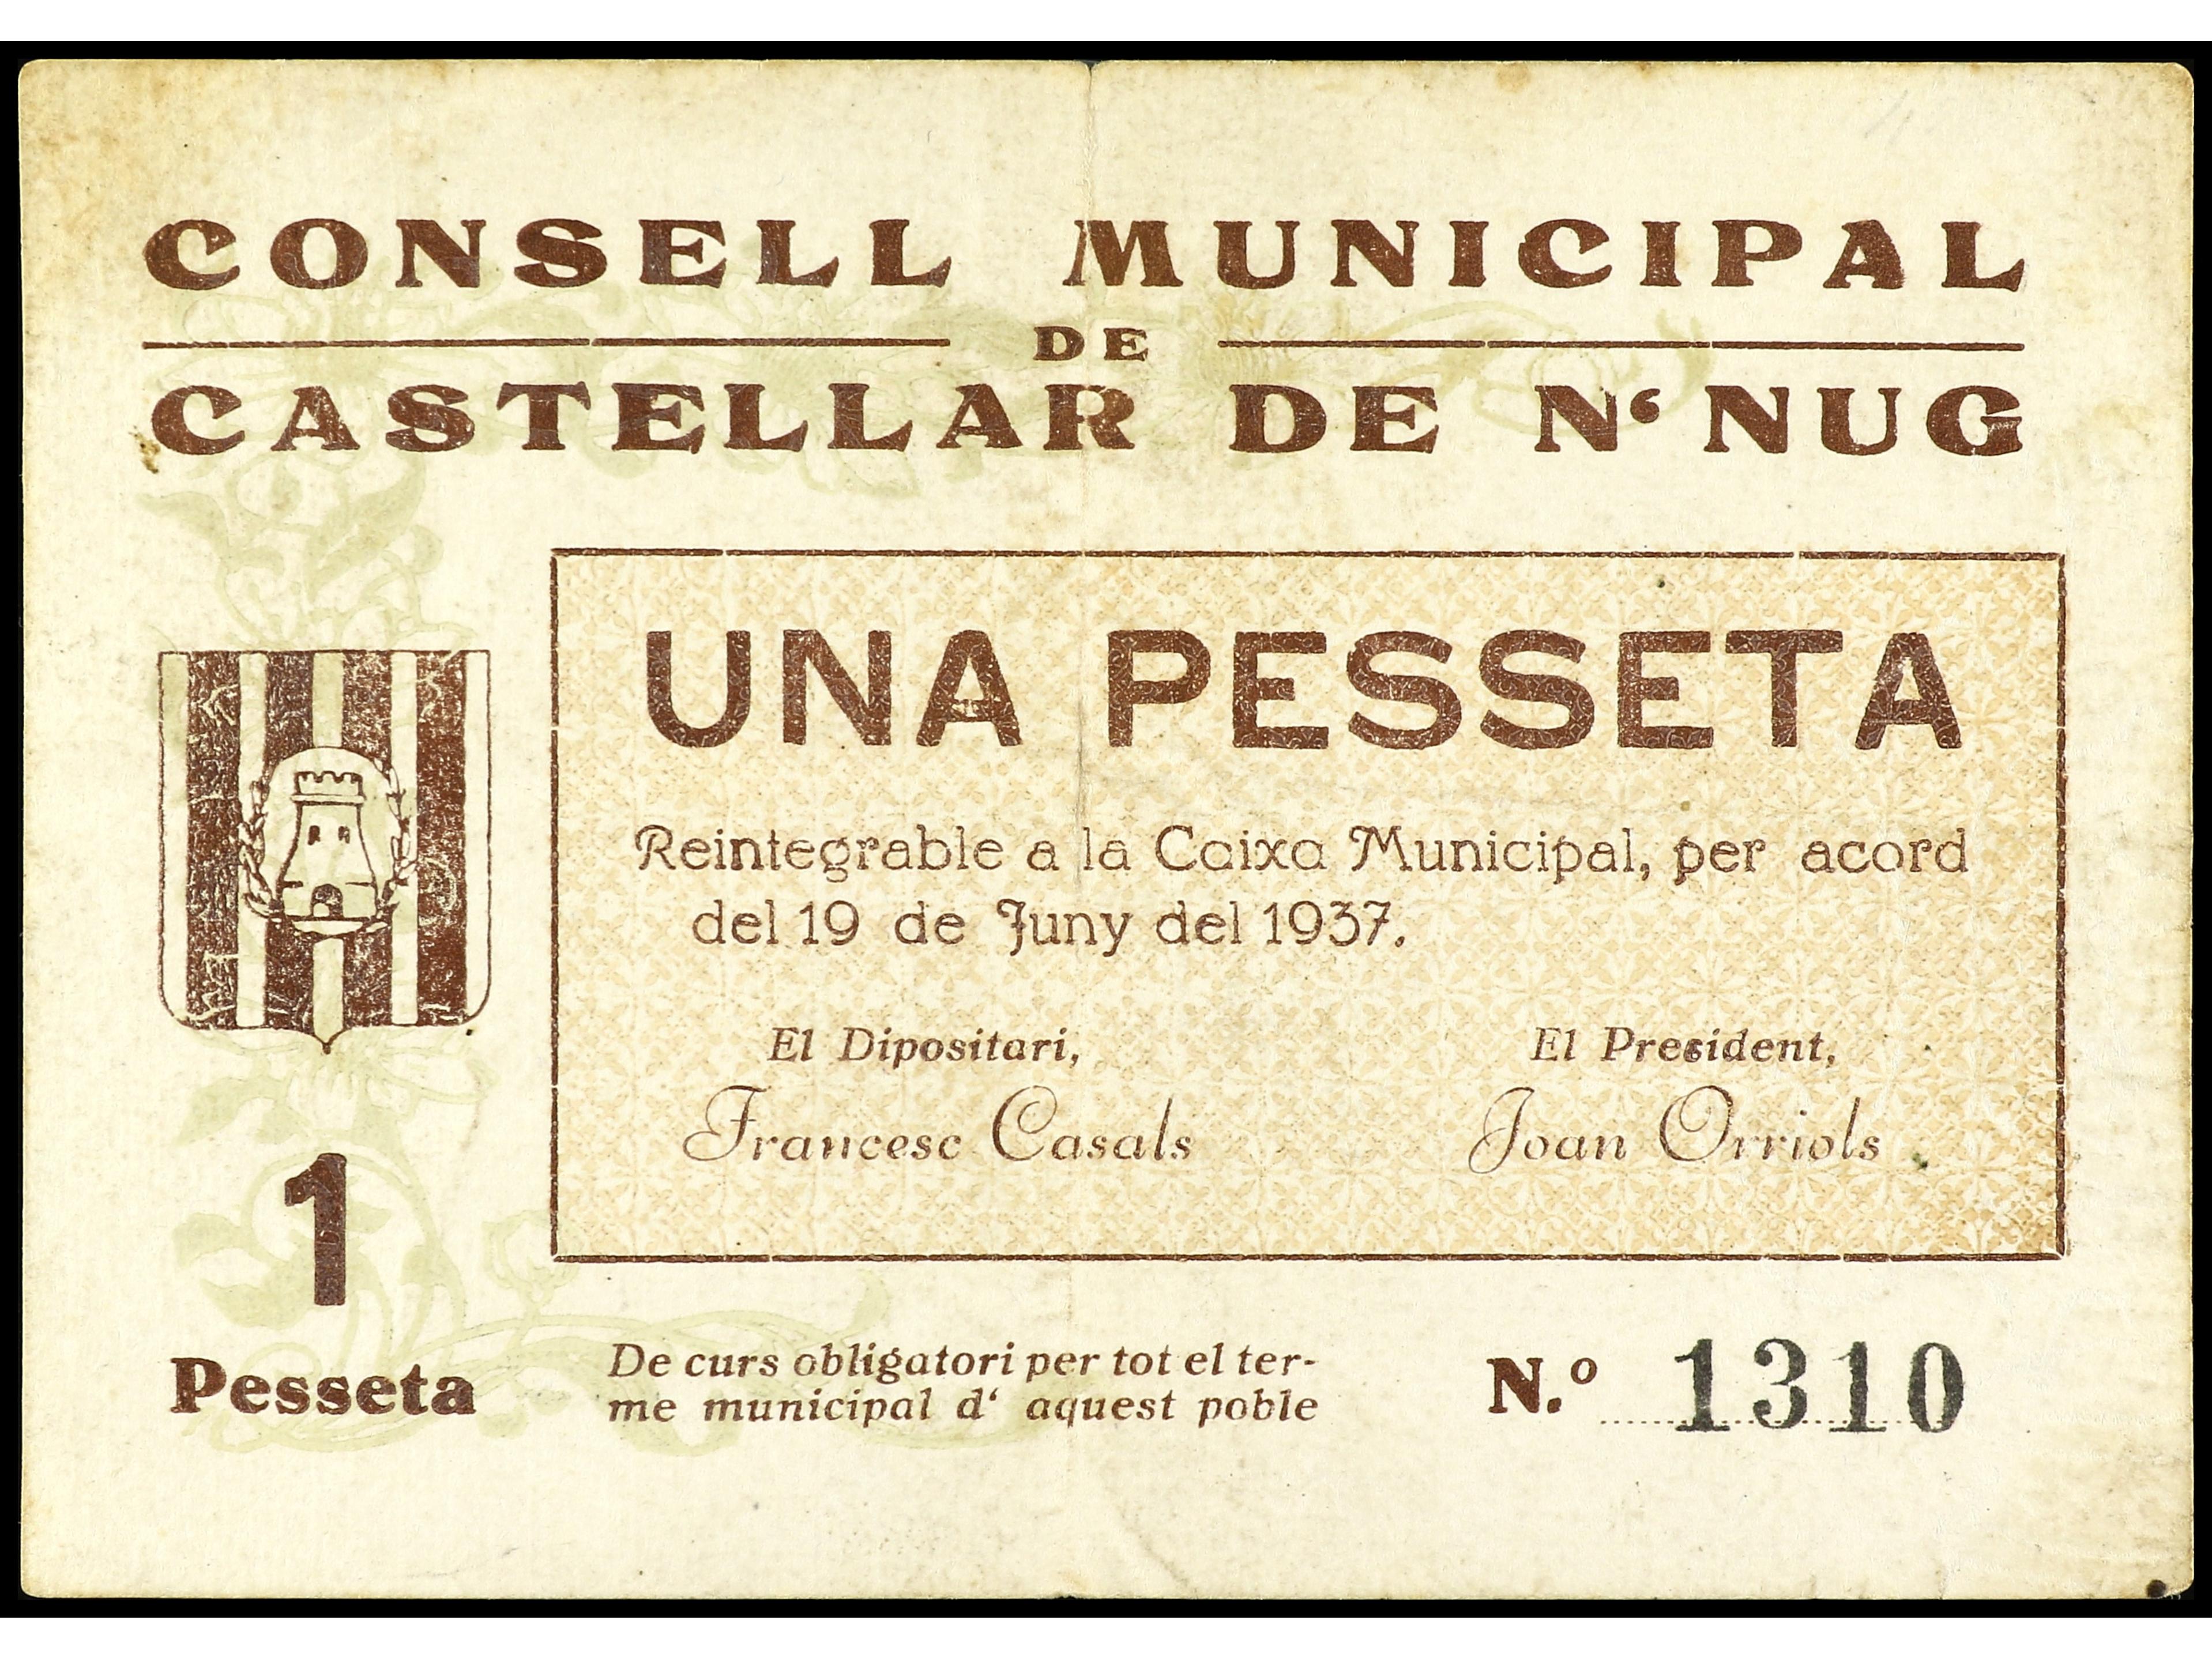 CONSELL MUNICIPAL
DE
CASTELLAR DE N‘NUG
UNA PESSETA
Reintegrable a la Caixa Municipal, per acord
del 19 de Juny del 1937.
El Dipositari,
El President,
Francesc Casals
Joan Orriols
1
Pesseta
De curs obligatori per tot el ter-
me municipal d‘ aquest poble
N.º 1310